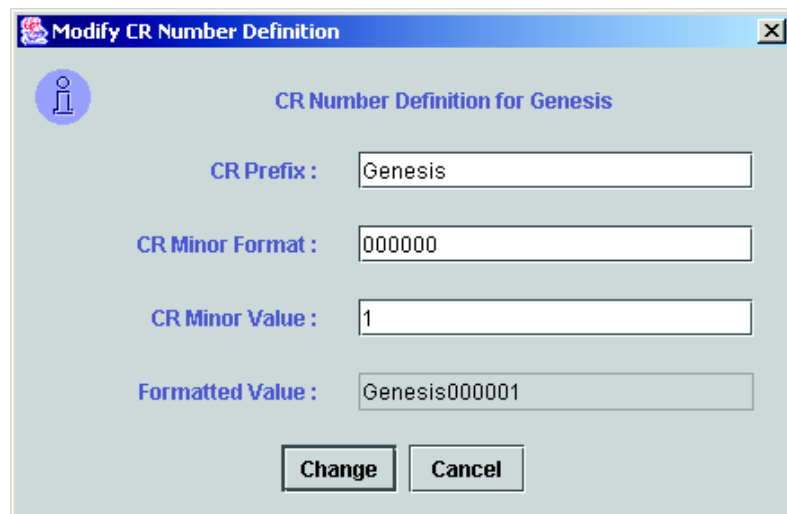 Modify CR Number Definition
CR Number Definition for Genesis
CR Prefix : Genesis
CR Minor Format : 000000
CR Minor Value : 1
Formatted Value : Genesis000001
Change Cancel